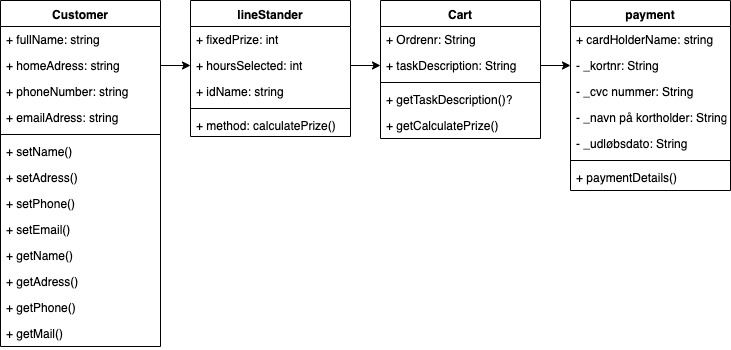 Customer
+ fullName: string
+ homeAdress: string
+ phoneNumber: string
+ emailAdress: string
+ setName()
+ setAdress()
+ setPhone()
+ setEmail()
+ getName()
+ getAdress()
+ getPhone()
+ getMail()
lineStander
+ fixedPrize: int
+ hoursSelected: int
+ idName: string
+ method: calculatePrize()
Cart
+ Ordrenr: String
+ taskDescription: String
+ getTaskDescription()?
+ getCalculatePrize()
payment
+ cardHolderName: string
- _kortnr: String
- _cvc nummer: String
- _navn på kortholder: String
- _udløbsdato: String
+ paymentDetails()